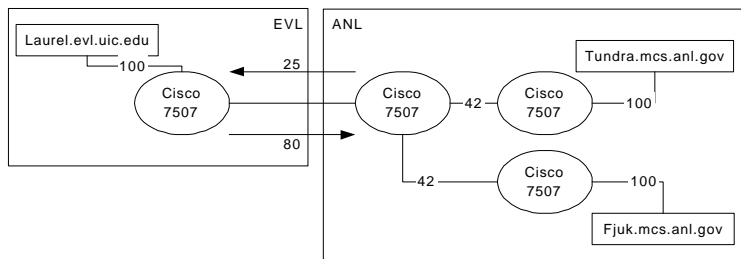 EVL
ANL
Laurel.evl.uic.edu
100
Cisco
7507
25
80
Cisco
7507
42
Cisco
7507
100
Tundra.mcs.anl.gov
42
Cisco
7507
100
Fjuk.mcs.anl.gov